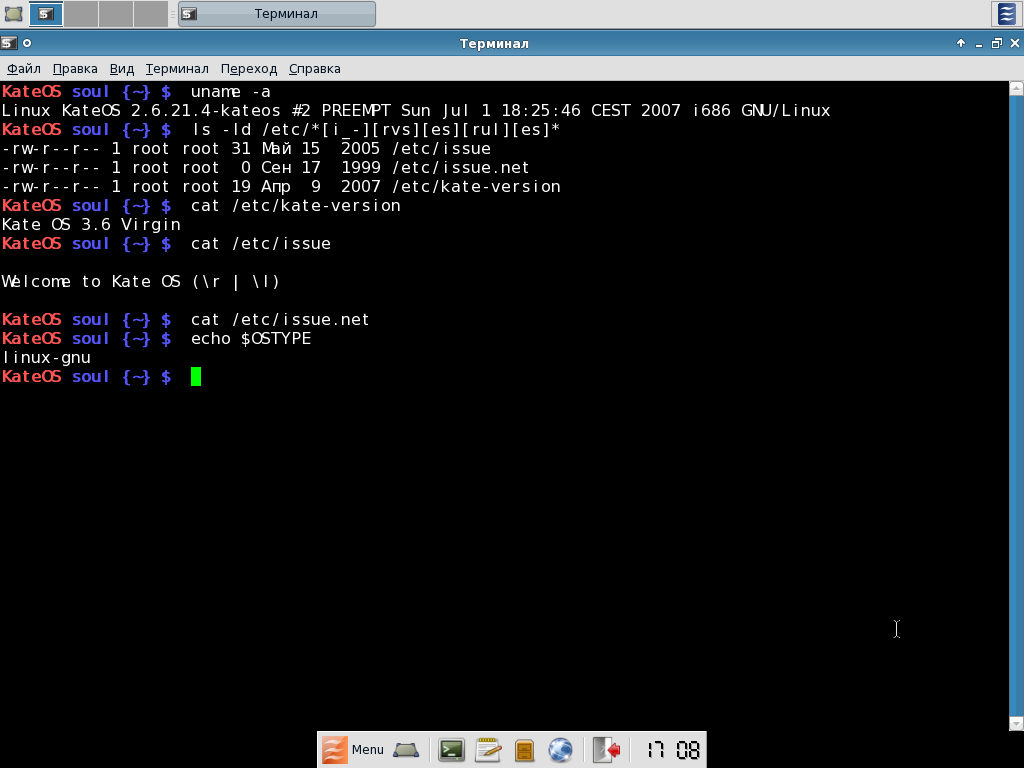 Терминал
Терминал
Файл Правка Вид Терминал Переход Справка
KateOS soul {~} $ uname -a
Linux KateOS 2.6.21.4-kateos #2 PREEMPT Sun Jul 1 18:25:46 CEST 2007 i686 GNU/Linux
KateOS soul {~} $ ls -ld /etc/*[i_-][rvs][es][rul][es]*
-rw-r--r-- 1 root root 31 Май 15 2005 /etc/issue
-rw-r--r-- 1 root root 0 Сен 17 1999 /etc/issue.net
-rw-r--r-- 1 root root 19 Апр 9 2007 /etc/kate-version
KateOS soul {~} $ cat /etc/kate-version
Kate OS 3.6 Virgin
KateOS soul {~} $ cat /etc/issue
Welcome to Kate OS (\r | \l)
KateOS soul {~} $ cat /etc/issue.net
KateOS soul {~} $ echo $OSTYPE
linux-gnu
KateOS soul {~} $
Menu 17 08